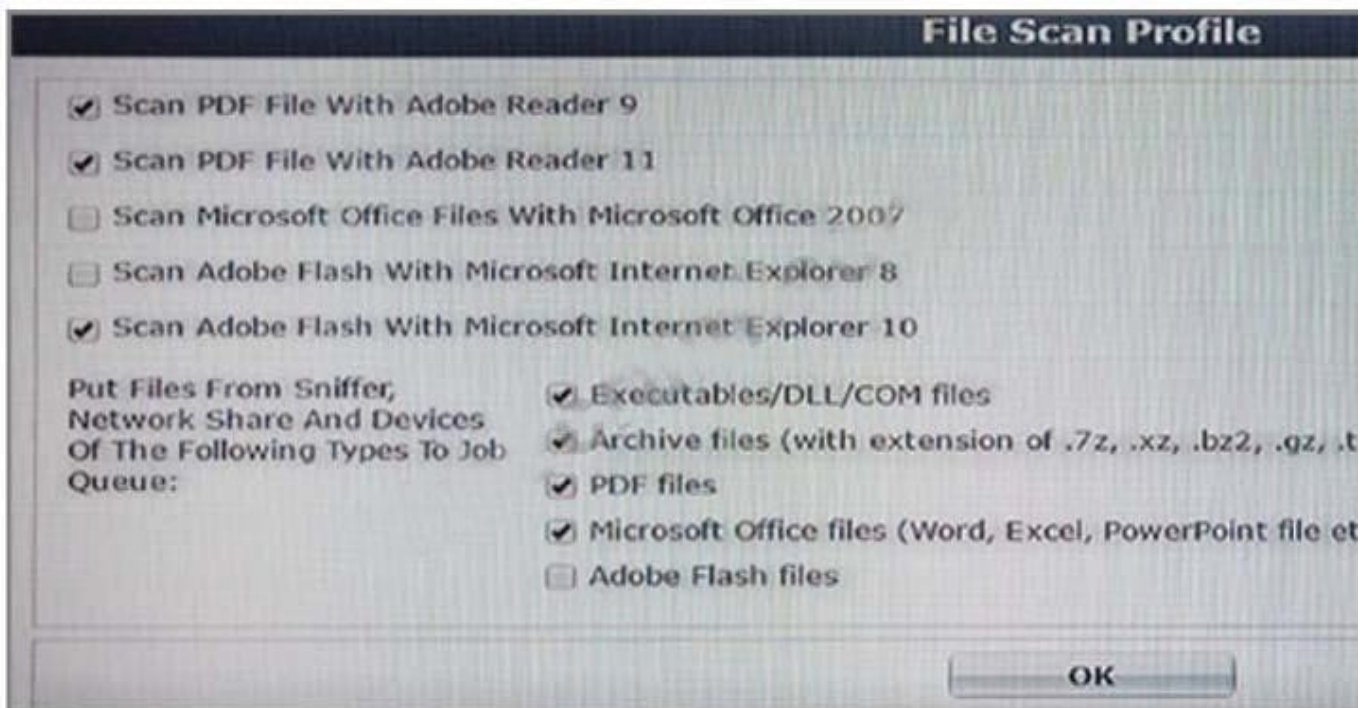 File Scan Profile
Scan PDF File With Adobe Reader 9
Scan PDF File With Adobe Reader 11
Scan Microsoft Office Files With Microsoft Office 2007
Scan Adobe Flash With Microsoft Internet Explorer 8
Scan Adobe Flash With Microsoft Internet Explorer 10
Put Files From Sniffer,
Network Share And Devices
Of The Following Types To Job
Queue:
Executables/DLL/COM files
Archive files (with extension of .7z, .xz, .bz2, .gz, .t
PDF files
Microsoft Office files (Word, Excel, PowerPoint file et
Adobe Flash files
OK